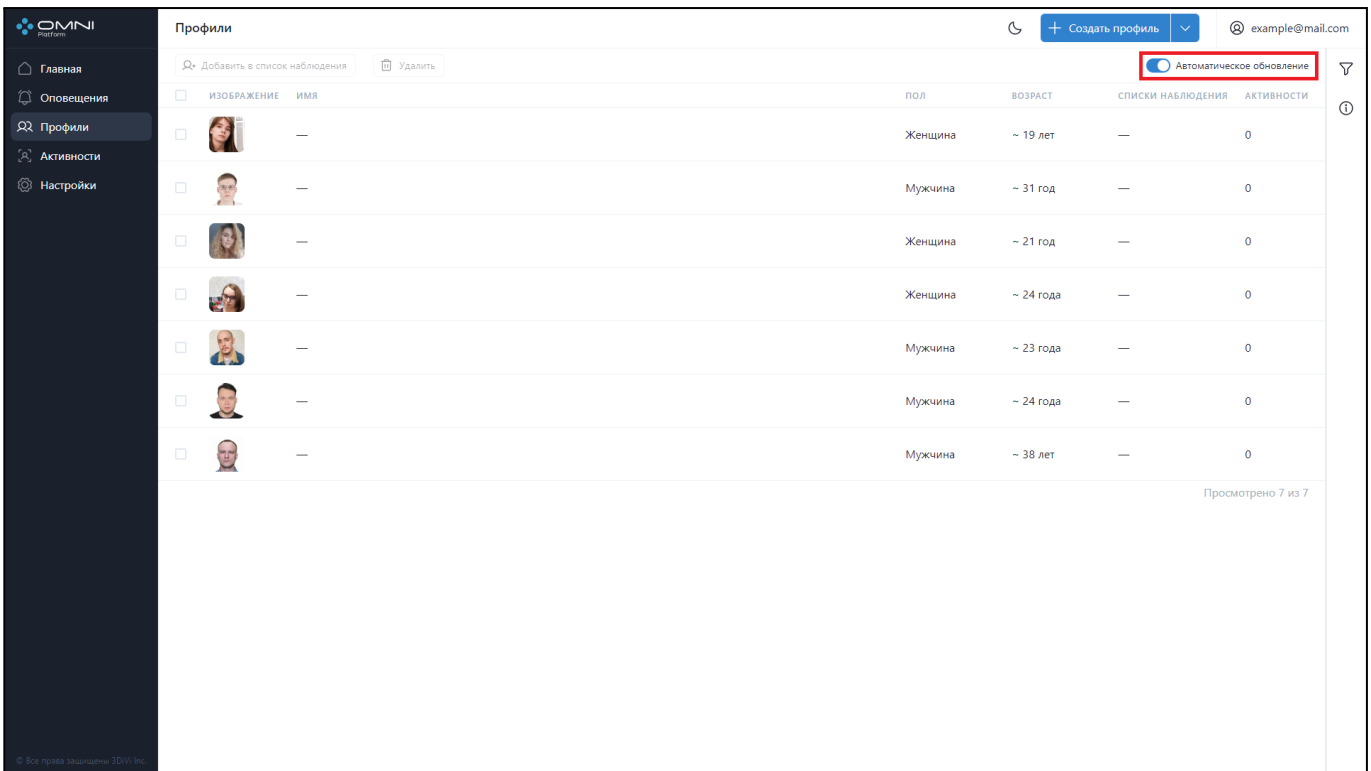 OMNI
Platform
Профили
Создать профиль
example@mail.com
Главная
Оповещения
Профили
Активности
Настройки
Добавить в список наблюдения
Удалить
Автоматическое обновление
ИЗОБРАЖЕНИЕ ИМЯ ПОЛ ВОЗРАСТ СПИСКИ НАБЛЮДЕНИЯ АКТИВНОСТИ
— Женщина ~ 19 лет — 0
— Мужчина ~ 31 год — 0
— Женщина ~ 21 год — 0
— Женщина ~ 24 года — 0
— Мужчина ~ 23 года — 0
— Мужчина ~ 24 года — 0
— Мужчина ~ 38 лет — 0
Просмотрено 7 из 7
© Все права защищены 3DiVi Inc.